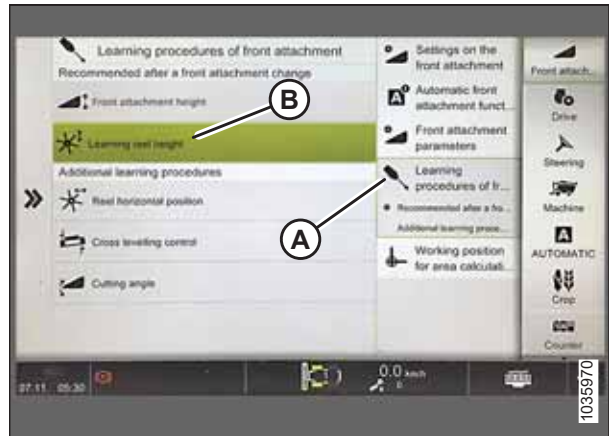 Learning procedures of front attachment
Recommended after a front attachment change
Front attachment height
Learning reel height
Additional learning procedures
Reel horizontal position
Cross levelling control
Cutting angle
Settings on the
front attachment
Automatic front
attachment funct...
Front attachment
parameters
Learning
procedures of fr...
Recommended after a fro...
Additional learning proce...
Working position
for area calculati...
Front attach...
Drive
Steering
Machine
A
AUTOMATIC
Crop
Counter
B
A
07.11 05:30
0.0 km/h
0
1035970